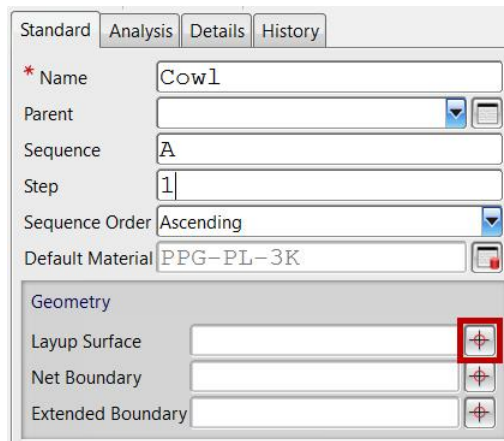 Standard Analysis Details History
* Name Cowl
Parent
Sequence A
Step 1
Sequence Order Ascending
Default Material PPG-PL-3K
Geometry
Layup Surface
Net Boundary
Extended Boundary